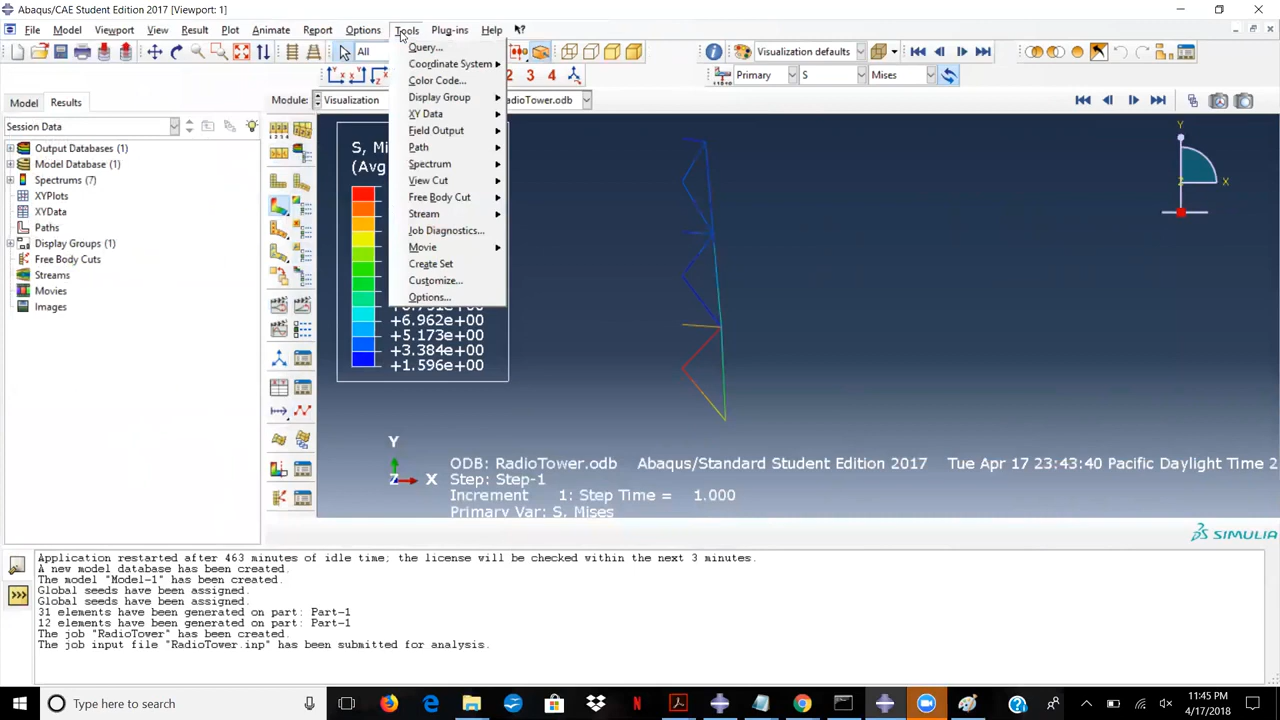 Abaqus/CAE Student Edition 2017 [Viewport: 1]
File Model Viewport View Result Plot Animate Report Options Tools Plug-ins Help
All
Visualization defaults
2 3 4
Primary S Mises
Model Results
Module: Visualization
adioTower.odb
Session Data
Output Databases (1)
Model Database (1)
Spectrums (7)
XYPlots
XYData
Paths
Display Groups (1)
Free Body Cuts
Streams
Movies
Images
Query...
Coordinate System
Color Code...
Display Group
XY Data
Field Output
Path
Spectrum
View Cut
Free Body Cut
Stream
Job Diagnostics...
Movie
Create Set
Customize...
Options...
S, Mi
(Avg
+6.962e+00
+5.173e+00
+3.384e+00
+1.596e+00
Y
X
Z
Y
X
Z
ODB: RadioTower.odb Abaqus/Standard Student Edition 2017 Tue Apr 17 23:43:40 Pacific Daylight Time 2
Step: Step-1
Increment 1: Step Time = 1.000
Primary Var: S, Mises
SIMULIA
Application restarted after 463 minutes of idle time; the license will be checked within the next 3 minutes.
A new model database has been created.
The model "Model-1" has been created.
Global seeds have been assigned.
Global seeds have been assigned.
31 elements have been generated on part: Part-1
12 elements have been generated on part: Part-1
The job "RadioTower" has been created.
The job input file "RadioTower.inp" has been submitted for analysis.
Type here to search
11:45 PM
4/17/2018